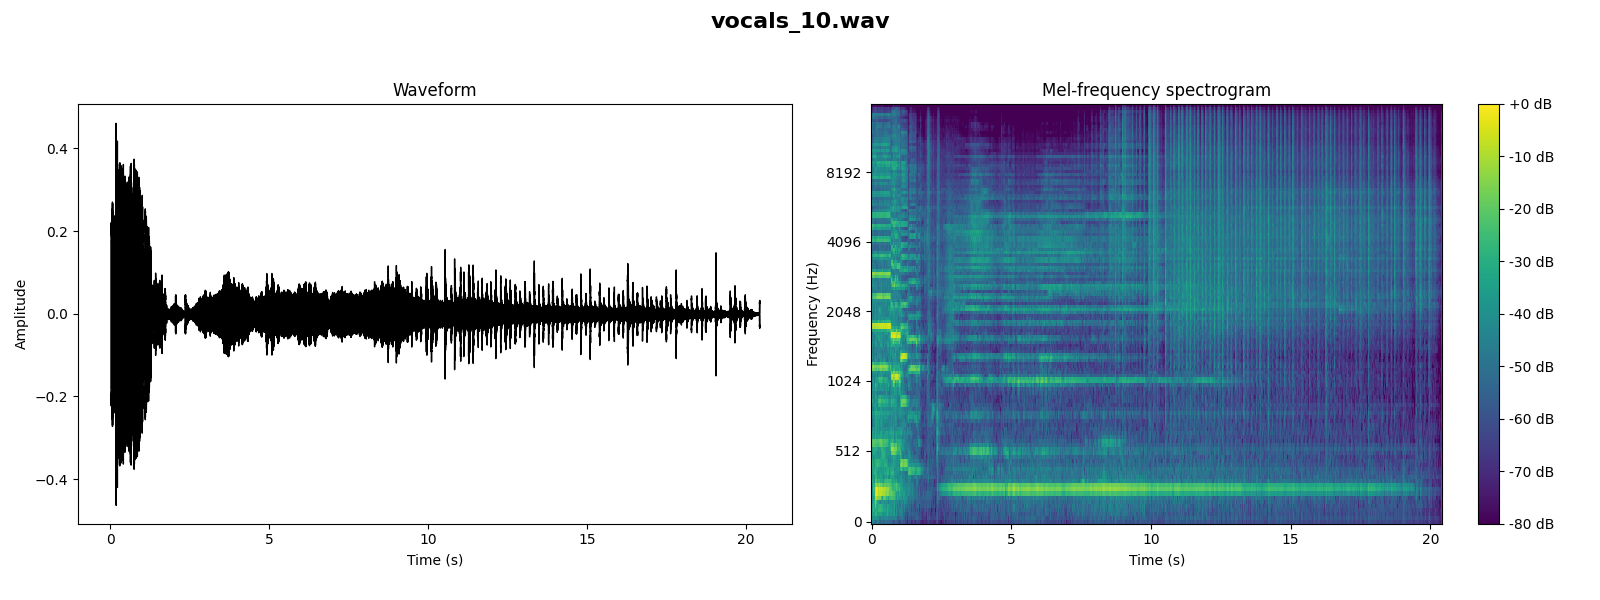 vocals_10.wav
Waveform
Mel-frequency spectrogram
Amplitude
0.4
0.2
0.0
−0.2
−0.4
0
5
10
15
20
Time (s)
Frequency (Hz)
8192
4096
2048
1024
512
0
0
5
10
15
20
Time (s)
+0 dB
-10 dB
-20 dB
-30 dB
-40 dB
-50 dB
-60 dB
-70 dB
-80 dB